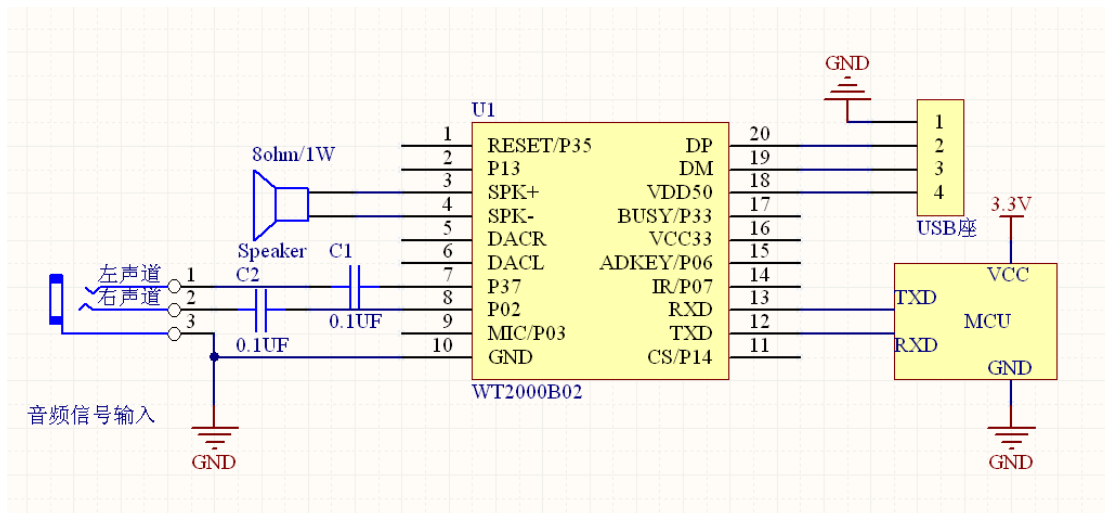 GND
U1
1 RESET/P35 DP 20
2 P13 DM 19
3 SPK+ VDD50 18
4 SPK- BUSY/P33 17
5 DACR VCC33 16
6 DACL ADKEY/P06 15
7 P37 IR/P07 14
8 P02 RXD 13
9 MIC/P03 TXD 12
10 GND CS/P14 11
WT2000B02
8ohm/1W
Speaker
C1
0.1UF
C2
0.1UF
左声道 1
右声道 2
3
音频信号输入
GND
1
2
3
4
USB座
3.3V
VCC
TXD
MCU
RXD
GND
GND